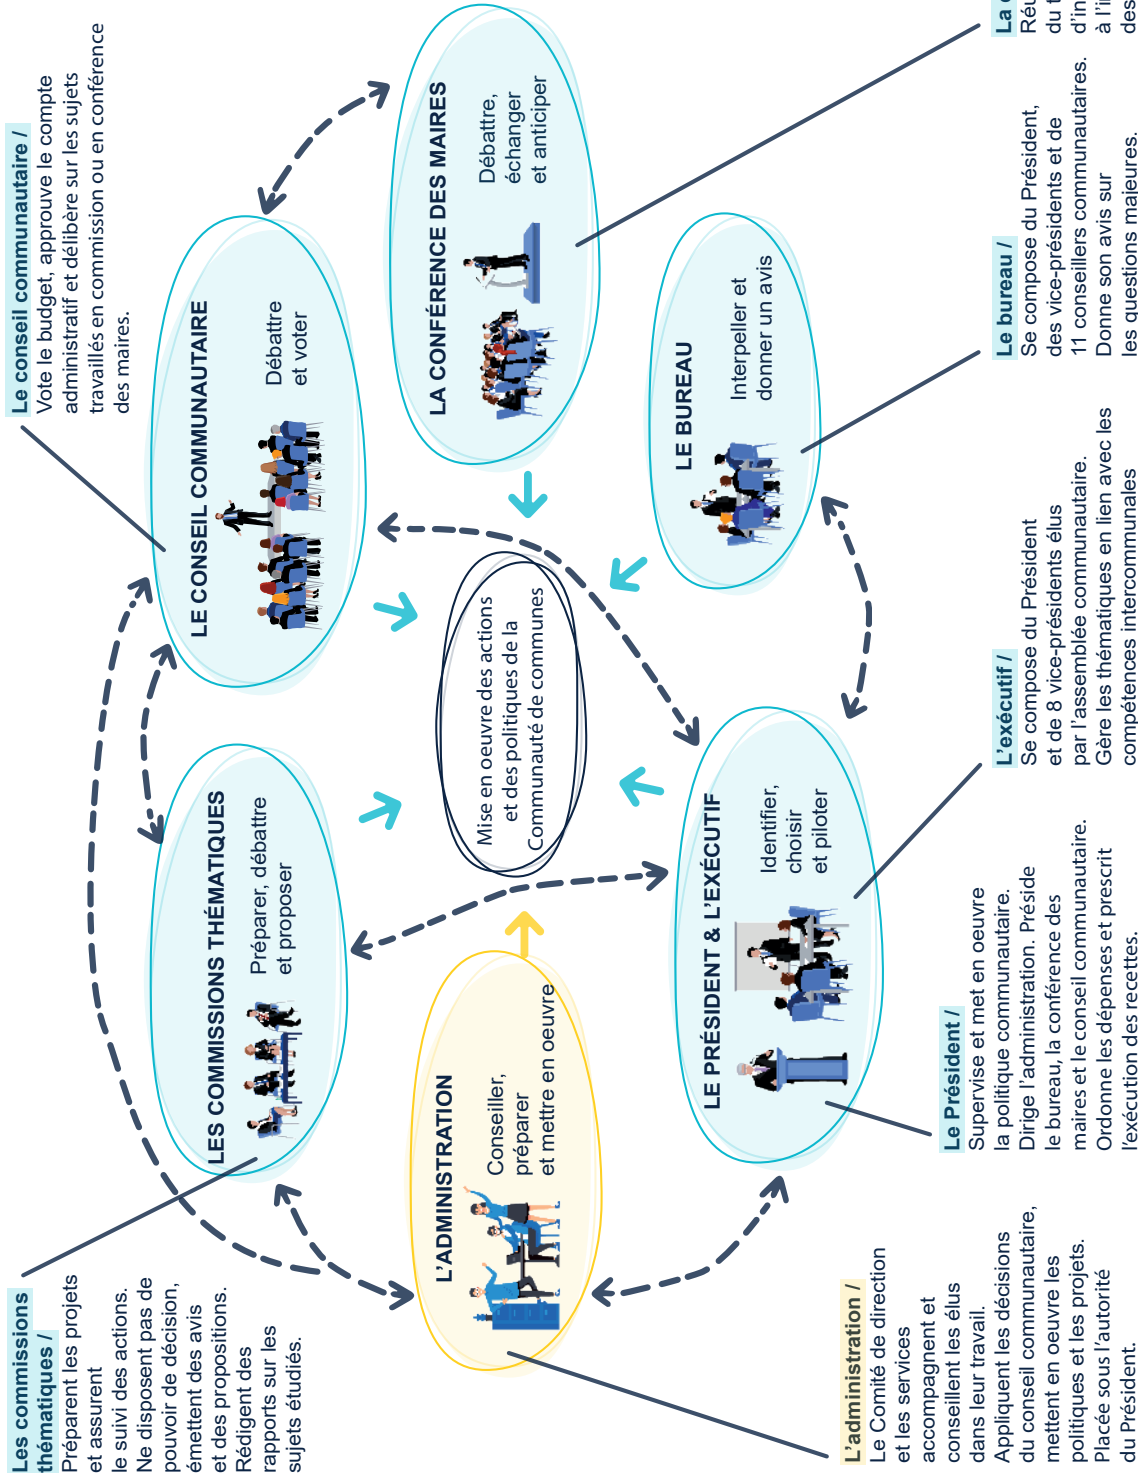 Les commissions
thématiques /
Préparent les projets
et assurent
le suivi des actions.
Ne disposent pas de
pouvoir de décision,
émettent des avis
et des propositions.
Rédigent des
rapports sur les
sujets étudiés.
Le conseil communautaire /
Vote le budget, approuve le compte
administratif et délibère sur les sujets
travaillés en commission ou en conférence
des maires.
LES COMMISSIONS THÉMATIQUES
Préparer, débattre
et proposer
LE CONSEIL COMMUNAUTAIRE
Débattre
et voter
L'ADMINISTRATION
Conseiller,
préparer
et mettre en oeuvre
Mise en oeuvre des actions
et des politiques de la
Communauté de communes
LA CONFÉRENCE DES MAIRES
Débattre,
échanger
et anticiper
LE PRÉSIDENT & L'EXÉCUTIF
Identifier,
choisir
et piloter
LE BUREAU
Interpeller et
donner un avis
L'administration /
Le Comité de direction
et les services
accompagnent et
conseillent les élus
dans leur travail.
Appliquent les décisions
du conseil communautaire,
mettent en oeuvre les
politiques et les projets.
Placée sous l'autorité
du Président.
Le Président /
Supervise et met en oeuvre
la politique communautaire.
Dirige l'administration. Préside
le bureau, la conférence des
maires et le conseil communautaire.
Ordonne les dépenses et prescrit
l'exécution des recettes.
L'exécutif /
Se compose du Président
et de 8 vice-présidents élus
par l'assemblée communautaire.
Gère les thématiques en lien avec les
compétences intercommunales
Le bureau /
Se compose du Président,
des vice-présidents et de
11 conseillers communautaires.
Donne son avis sur
les questions majeures.
La
du
à
des